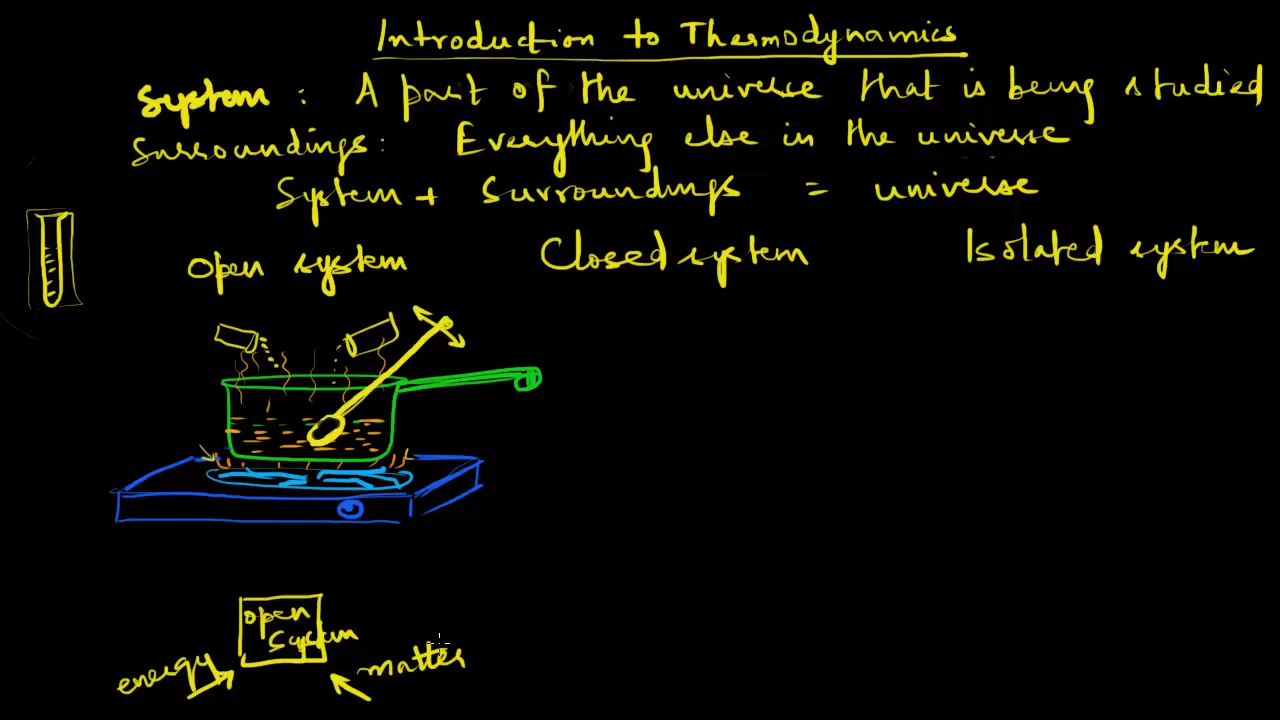 Introduction to Thermodynamics
System : A part of the universe that is being studied
Surroundings : Everything else in the universe
System + Surroundings = universe
Open system Closed system Isolated system
open
system
energy matter